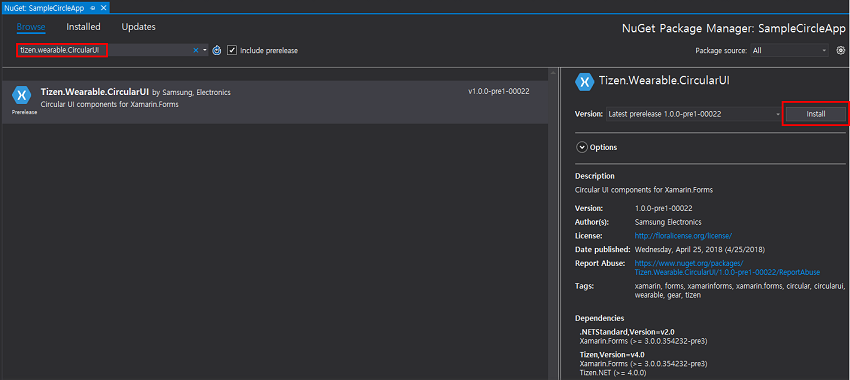 NuGet: SampleCircleApp
Browse Installed Updates
NuGet Package Manager: SampleCircleApp
tizen.wearable.CircularUI
Include prerelease
Package source: All
Tizen.Wearable.CircularUI by Samsung, Electronics
v1.0.0-pre1-00022
Circular UI components for Xamarin.Forms
Prerelease
Tizen.Wearable.CircularUI
Version: Latest prerelease 1.0.0-pre1-00022 Install
Options
Description
Circular UI components for Xamarin.Forms
Version: 1.0.0-pre1-00022
Author(s): Samsung Electronics
License: http://floralicense.org/license/
Date published: Wednesday, April 25, 2018 (4/25/2018)
Report Abuse: https://www.nuget.org/packages/
Tizen.Wearable.CircularUI/1.0.0-pre1-00022/ReportAbuse
Tags: xamarin, forms, xamarinforms, xamarin.forms, circular, circularui,
wearable, gear, tizen
Dependencies
.NETStandard,Version=v2.0
Xamarin.Forms (>= 3.0.0.354232-pre3)
Tizen,Version=v4.0
Xamarin.Forms (>= 3.0.0.354232-pre3)
Tizen.NET (>= 4.0.0)